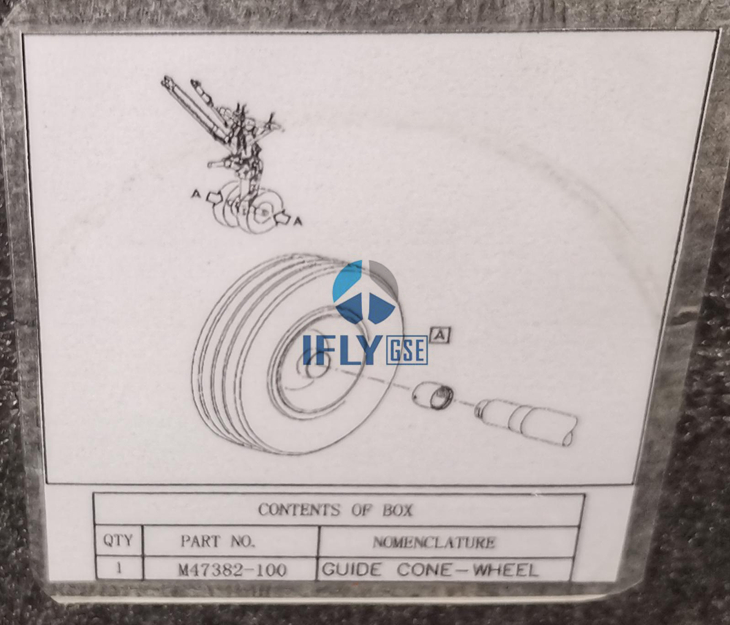 A
A
IFLY GSE
A
CONTENTS OF BOX
QTY PART NO. NOMENCLATURE
1 M47382-100 GUIDE CONE-WHEEL